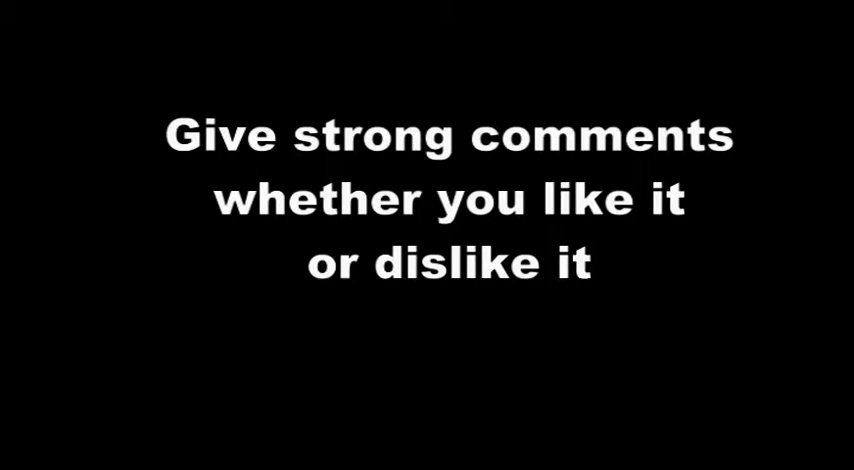 Give strong comments
whether you like it
or dislike it